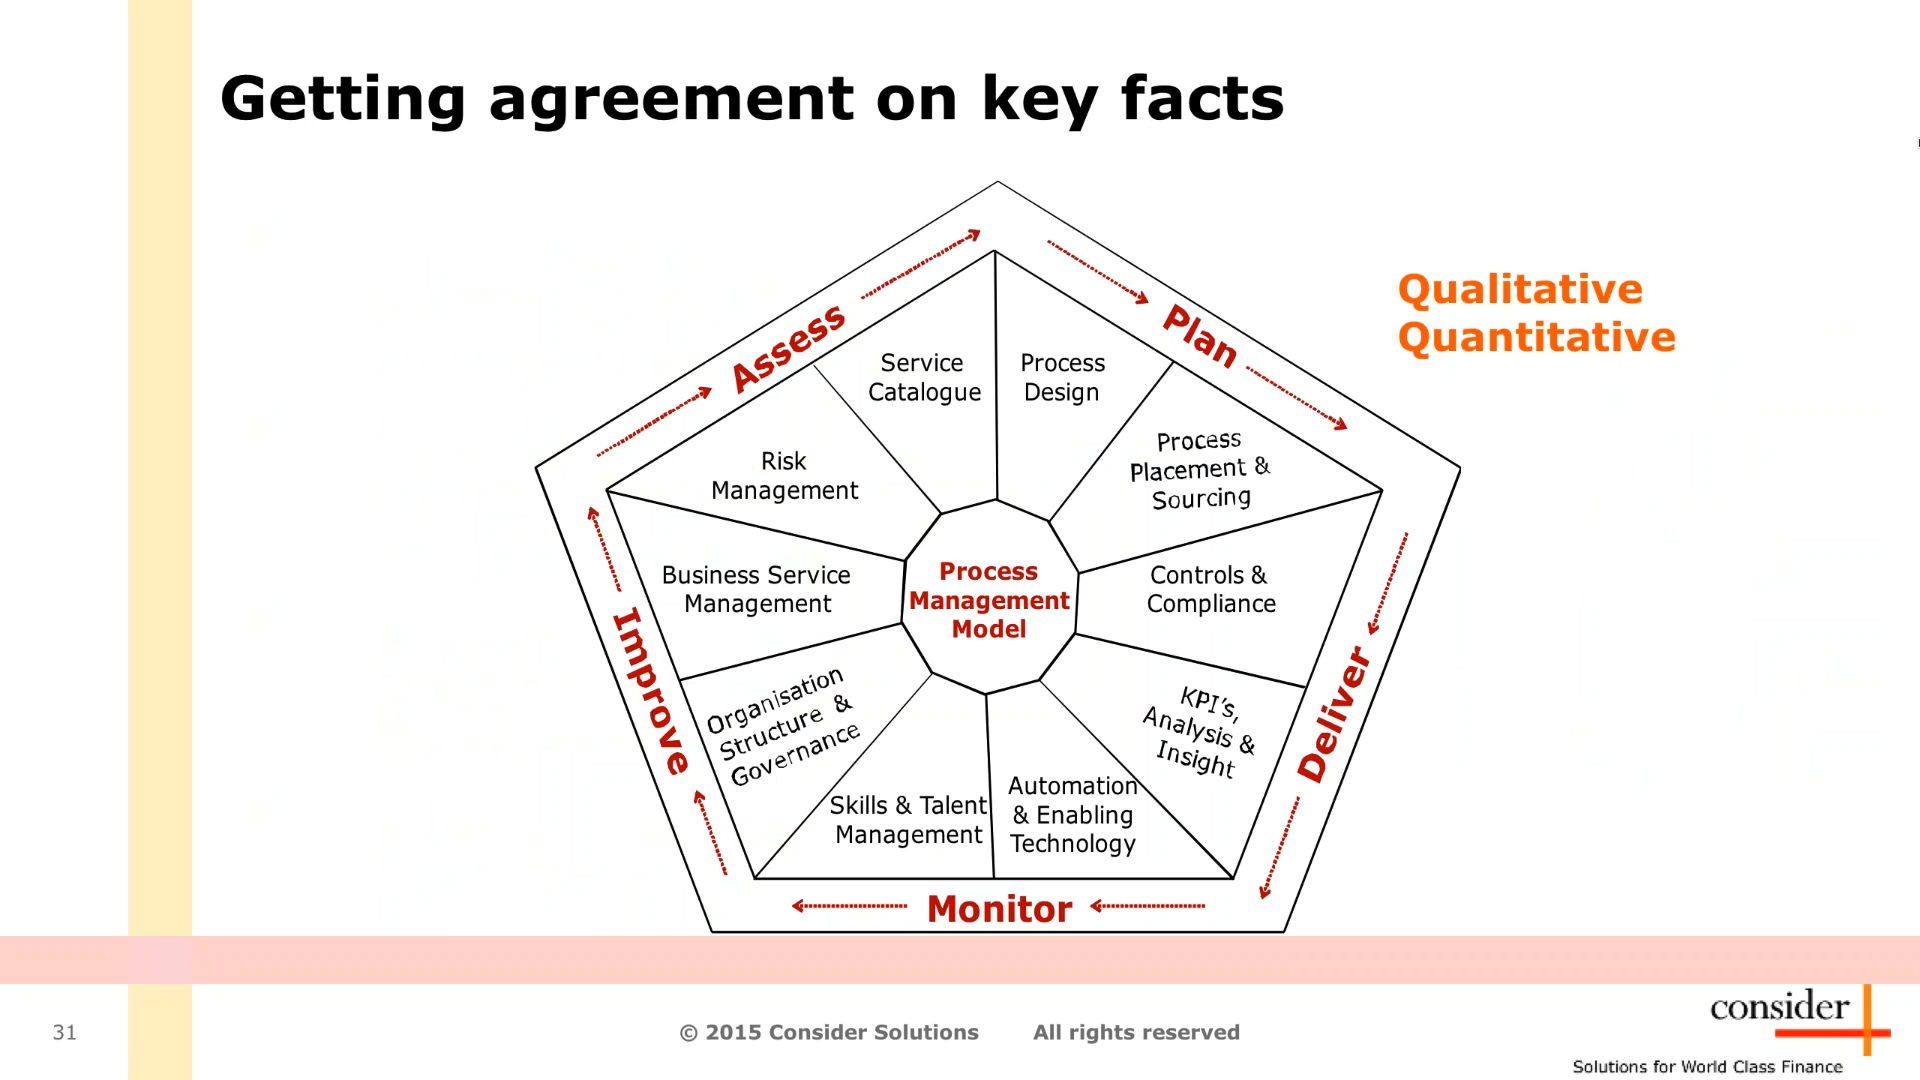 Getting agreement on key facts
Qualitative
Quantitative
Assess
Plan
Deliver
Monitor
Improve
Service
Catalogue
Process
Design
Process
Placement &
Sourcing
Controls &
Compliance
KPI's,
Analysis &
Insight
Automation
& Enabling
Technology
Skills & Talent
Management
Organisation
Structure &
Governance
Business Service
Management
Risk
Management
Process
Management
Model
31
© 2015 Consider Solutions All rights reserved
consider
Solutions for World Class Finance